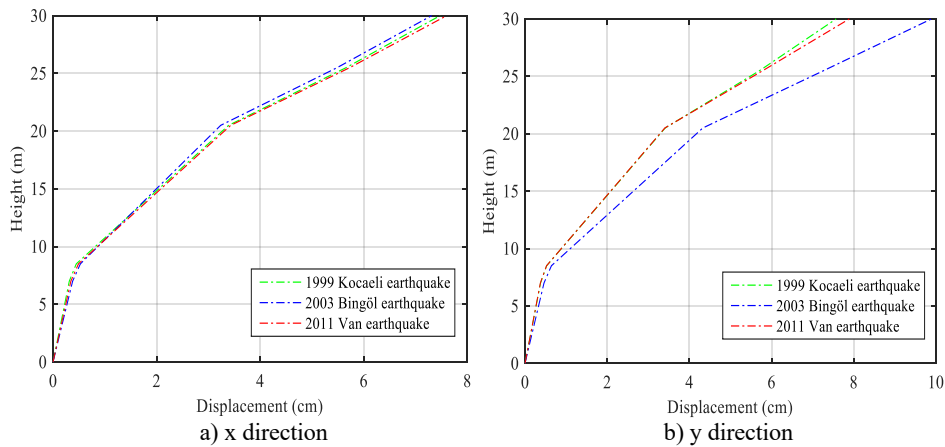 30
25
20
15
10
5
0
Height (m)
1999 Kocaeli earthquake
2003 Bingöl earthquake
2011 Van earthquake
0 2 4 6 8
Displacement (cm)
a) x direction
30
25
20
15
10
5
0
Height (m)
1999 Kocaeli earthquake
2003 Bingöl earthquake
2011 Van earthquake
0 2 4 6 8 10
Displacement (cm)
b) y direction